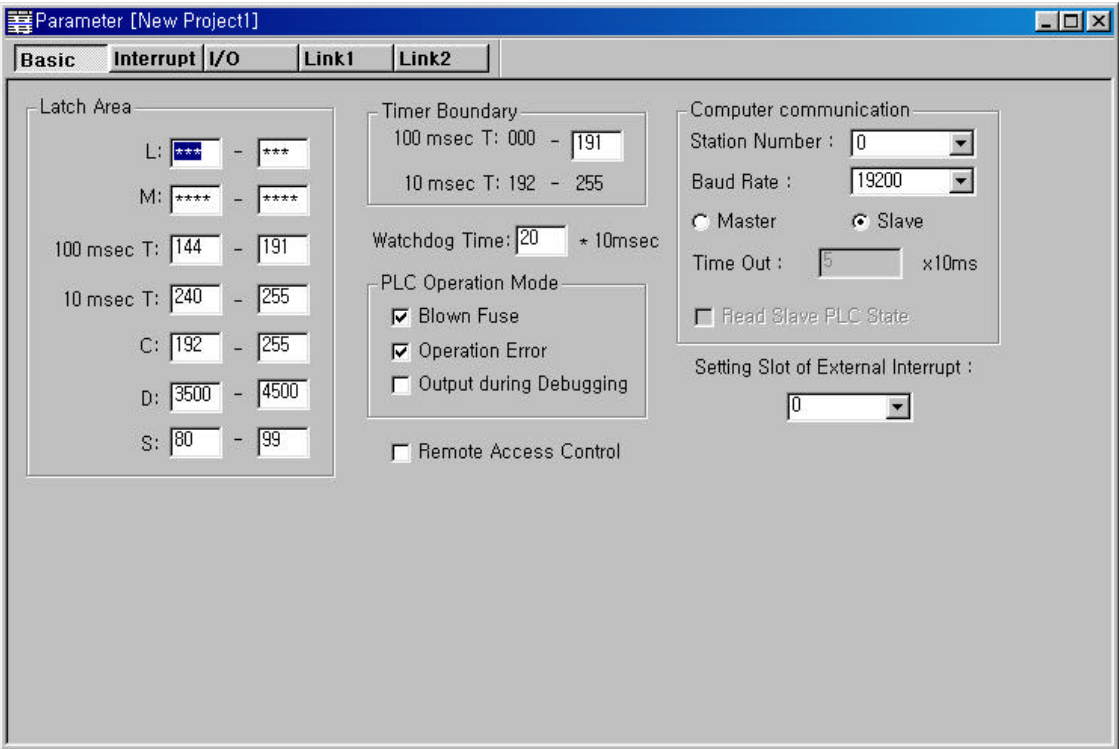 Parameter [New Project1]
Basic Interrupt I/O Link1 Link2
Latch Area
L: *** - ***
M: **** - ****
100 msec T: 144 - 191
10 msec T: 240 - 255
C: 192 - 255
D: 3500 - 4500
S: 80 - 99
Timer Boundary
100 msec T: 000 - 191
10 msec T: 192 - 255
Watchdog Time: 20 * 10msec
PLC Operation Mode
Blown Fuse
Operation Error
Output during Debugging
Remote Access Control
Computer communication
Station Number : 0
Baud Rate : 19200
Master Slave
Time Out : 5 x10ms
Read Slave PLC State
Setting Slot of External Interrupt :
0